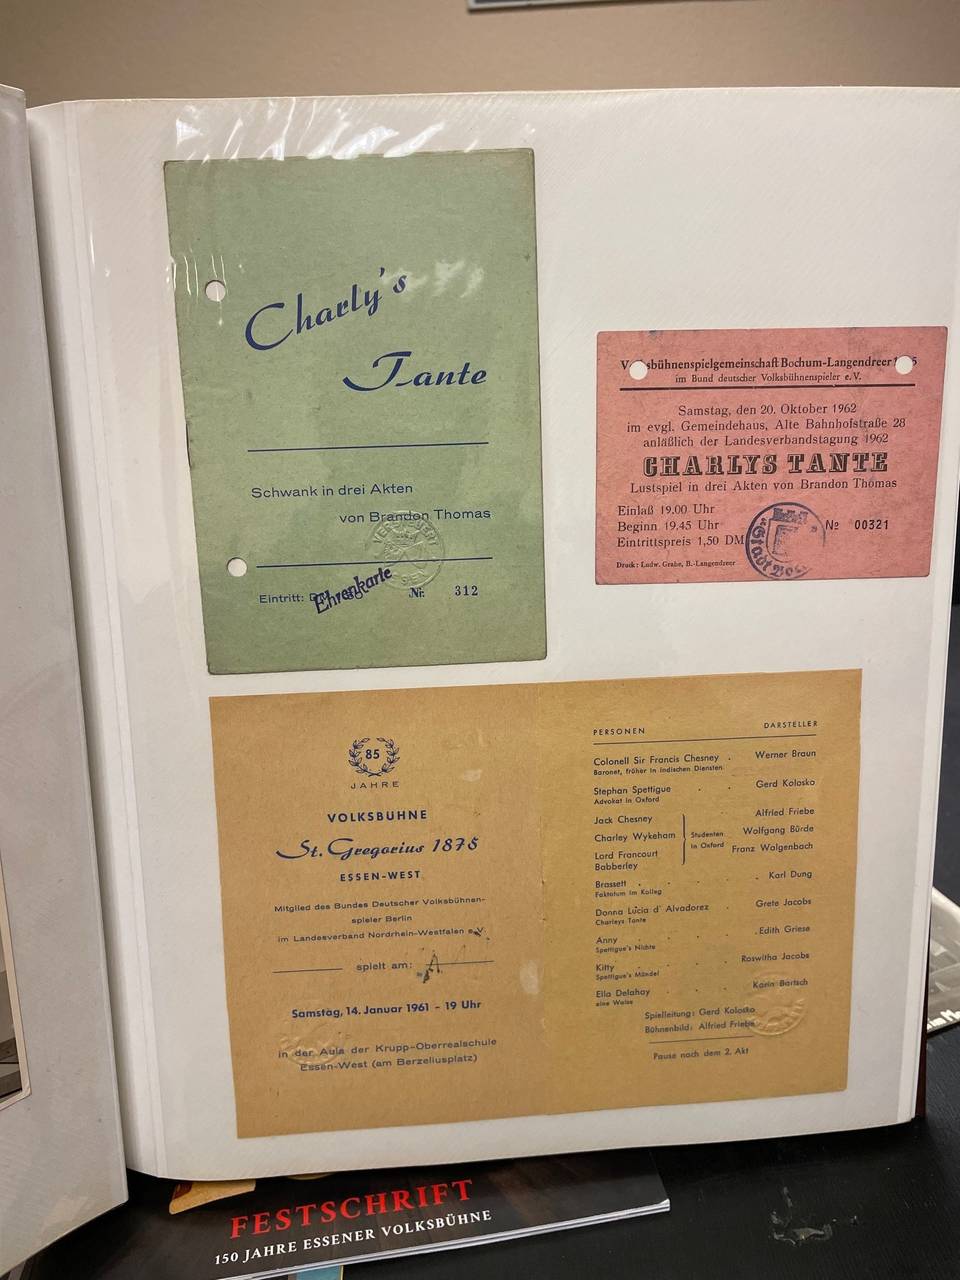 Charly's
Tante
Schwank in drei Akten
von Brandon Thomas
Eintritt:
Ehrenkarte
Nr. 312
Volksbühnenspielgemeinschaft Bochum-Langendreer
im Bund deutscher Volksbühnenspieler e.V.
Samstag, den 20. Oktober 1962
im evgl. Gemeindehaus, Alte Bahnhofstraße 28
anläßlich der Landesverbandstagung 1962
CHARLYS TANTE
Lustspiel in drei Akten von Brandon Thomas
Einlaß 19.00 Uhr
Beginn 19.45 Uhr
Eintrittspreis 1,50 DM
№ 00321
Stadt
Druck: Ludw. Grahe, B.-Langendreer
85
JAHRE
VOLKSBÜHNE
St. Gregorius 1875
ESSEN-WEST
Mitglied des Bundes Deutscher Volksbühnen-
spieler Berlin
im Landesverband Nordrhein-Westfalen e.V.
spielt am:
Samstag, 14. Januar 1961 - 19 Uhr
in der Aula der Krupp-Oberrealschule
Essen-West (am Berzeliusplatz)
PERSONEN DARSTELLER
Colonell Sir Francis Chesney . Werner Braun
Baronet, früher in indischen Diensten
Stephan Spettigue . . Gerd Kolosko
Advokat in Oxford
Jack Chesney Alfried Friebe
Charley Wykeham Studenten Wolfgang Bürde
Lord Francourt in Oxford Franz Walgenbach
Babberley
Brassett . . . Karl Dung
Faktotum im Kolleg
Donna Lucia d' Alvadorez . Grete Jacobs
Charleys Tante
Anny . . . . Edith Griese
Spettigue's Nichte
Kitty . . . Roswitha Jacobs
Spettigue's Mündel
Ella Delahay . . . Karin Bartsch
eine Waise
Spielleitung: Gerd Kolosko
Bühnenbild: Alfried Friebe
Pause nach dem 2. Akt
FESTSCHRIFT
150 JAHRE ESSENER VOLKSBÜHNE